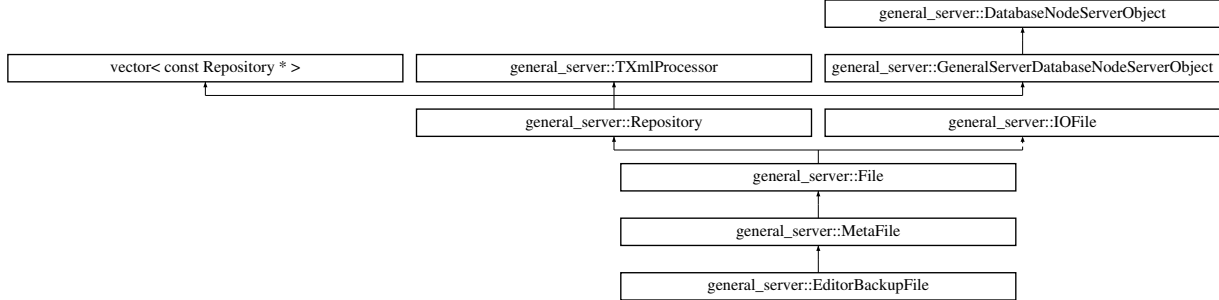 general_server::DatabaseNodeServerObject
vector< const Repository * >
general_server::TXmlProcessor
general_server::GeneralServerDatabaseNodeServerObject
general_server::Repository
general_server::IOFile
general_server::File
general_server::MetaFile
general_server::EditorBackupFile